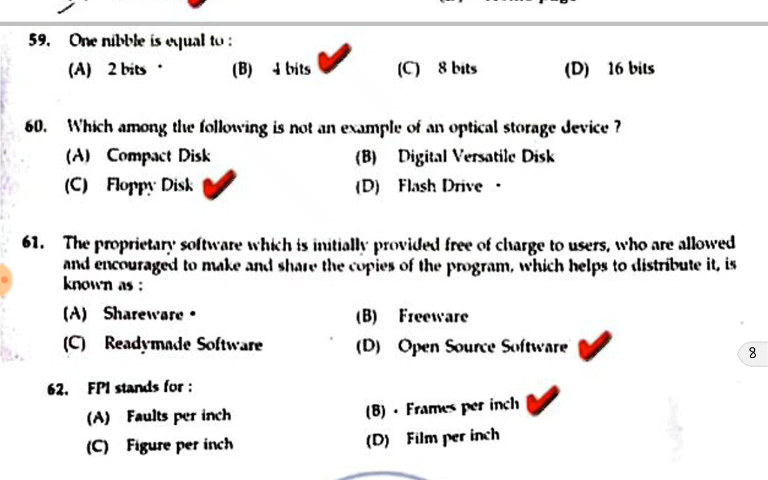 59. One nibble is equal to :
(A) 2 bits (B) 4 bits (C) 8 bits (D) 16 bits
60. Which among the following is not an example of an optical storage device ?
(A) Compact Disk (B) Digital Versatile Disk
(C) Floppy Disk (D) Flash Drive
61. The proprietary software which is initially provided free of charge to users, who are allowed
and encouraged to make and share the copies of the program, which helps to distribute it, is
known as :
(A) Shareware (B) Freeware
(C) Readymade Software (D) Open Source Software
8
62. FPI stands for :
(A) Faults per inch (B) Frames per inch
(C) Figure per inch (D) Film per inch